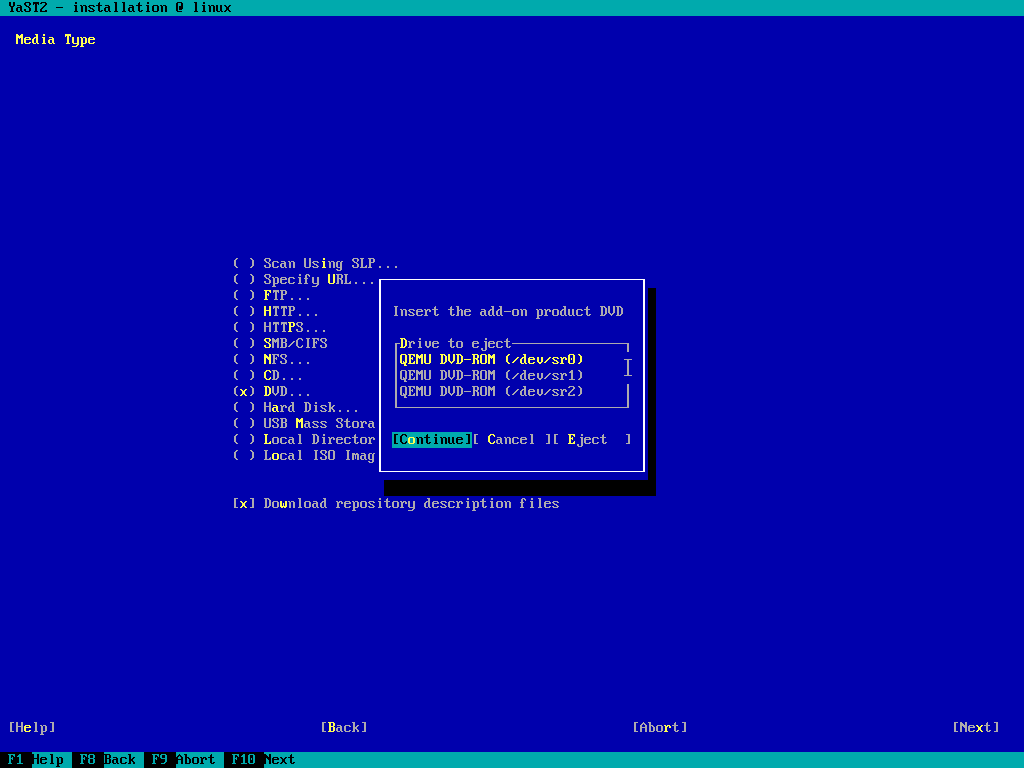 YaST2 - installation @ linux
Media Type
( ) Scan Using SLP...
( ) Specify URL...
( ) FTP...
( ) HTTP...
( ) HTTPS...
( ) SMB/CIFS
( ) NFS...
( ) CD...
(x) DVD...
( ) Hard Disk...
( ) USB Mass Stora
( ) Local Director
( ) Local ISO Imag
Insert the add-on product DVD
Drive to eject
QEMU DVD-ROM (/dev/sr0)
QEMU DVD-ROM (/dev/sr1)
QEMU DVD-ROM (/dev/sr2)
[Continue][ Cancel ][ Eject ]
[x] Download repository description files
[Help] [Back] [Abort] [Next]
F1 Help F8 Back F9 Abort F10 Next